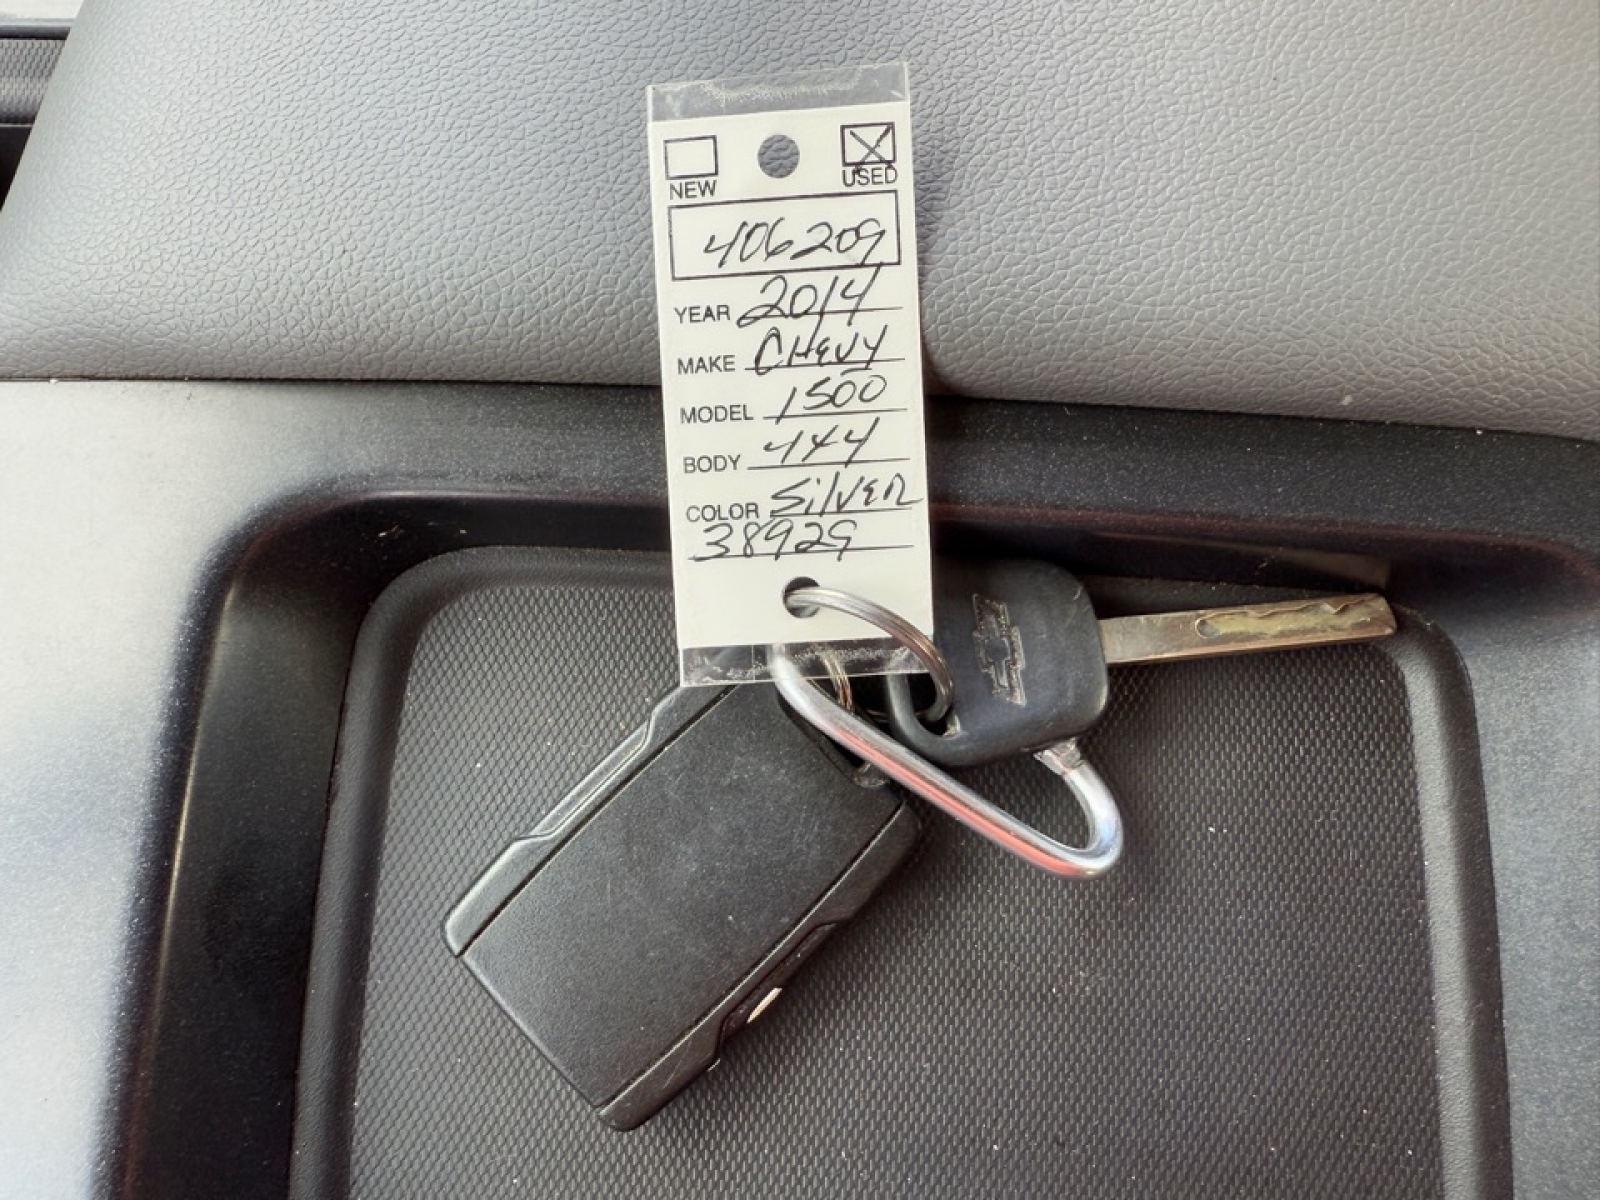 NEW USED
406209
YEAR 2014
MAKE CHEVY
MODEL 1500
BODY 4X4
COLOR SILVER
38929